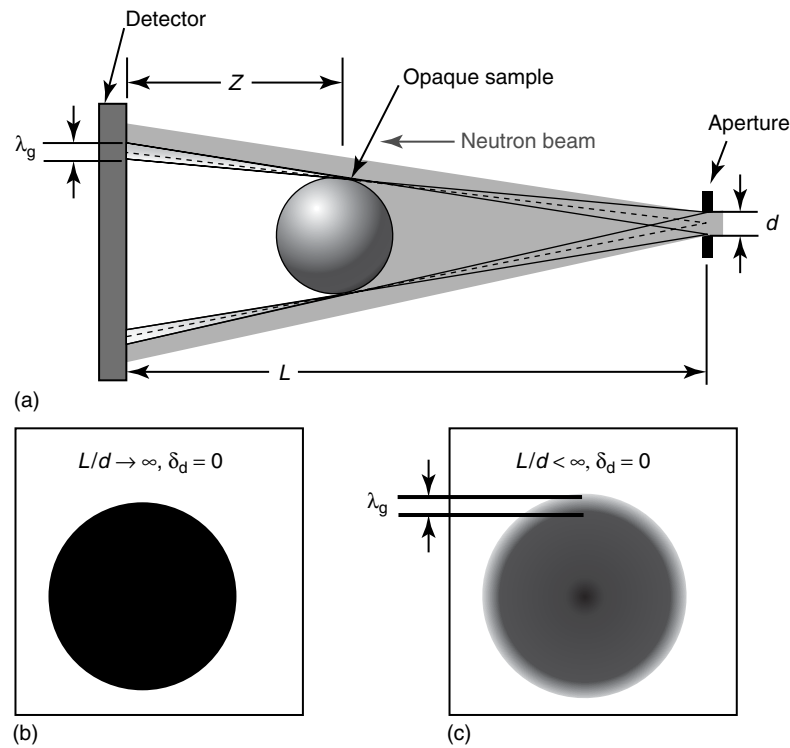 Detector
Z
Opaque sample
λg
Neutron beam
Aperture
d
L
(a)
L/d → ∞, δd = 0
L/d < ∞, δd = 0
λg
(b)
(c)